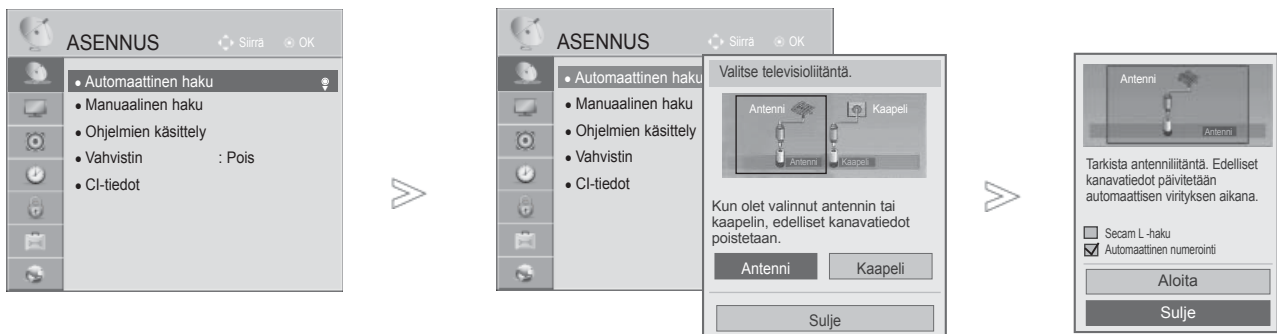 ASENNUS
Siirrä OK
• Automaattinen haku
• Manuaalinen haku
• Ohjelmien käsittely
• Vahvistin : Pois
• CI-tiedot
>
ASENNUS
Siirrä OK
• Automaattinen haku
• Manuaalinen haku
• Ohjelmien käsittely
• Vahvistin
• CI-tiedot
Valitse televisioliitäntä.
Antenni Kaapeli
Antenni Kaapeli
Kun olet valinnut antennin tai
kaapelin, edelliset kanavatiedot
poistetaan.
Antenni Kaapeli
Sulje
>
Antenni
Antenni
Tarkista antenniliitäntä. Edelliset
kanavatiedot päivitetään
automaattisen virityksen aikana.
Secam L -haku
Automaattinen numerointi
Aloita
Sulje